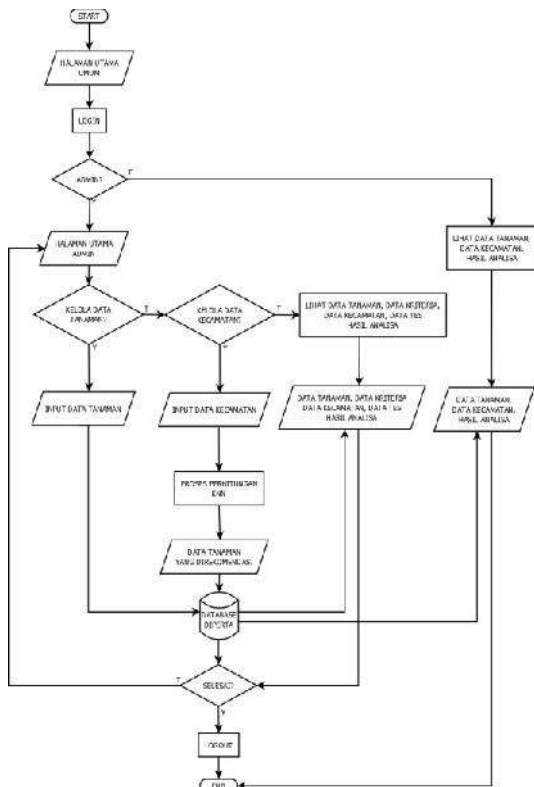 START
HALAMAN UTAMA
UMUM
LOGIN
ADMIN?
T
Y
HALAMAN UTAMA
ADMIN
LIHAT DATA TANAMAN,
DATA KECAMATAN,
HASIL ANALISA
KELOLA DATA
TANAMAN?
T
Y
KELOLA DATA
KECAMATAN?
T
Y
LIHAT DATA TANAMAN, DATA KRITERIA,
DATA KECAMATAN, DATA TES
HASIL ANALISA
INPUT DATA TANAMAN
INPUT DATA KECAMATAN
DATA TANAMAN, DATA KRITERIA
DATA KECAMATAN, DATA TES
HASIL ANALISA
DATA TANAMAN,
DATA KECAMATAN,
HASIL ANALISA
PROSES PERHITUNGAN
KNN
DATA TANAMAN
YANG DIREKOMENDASI
DATABASE
DIPERTA
SELESAI?
T
Y
LOGOUT
END